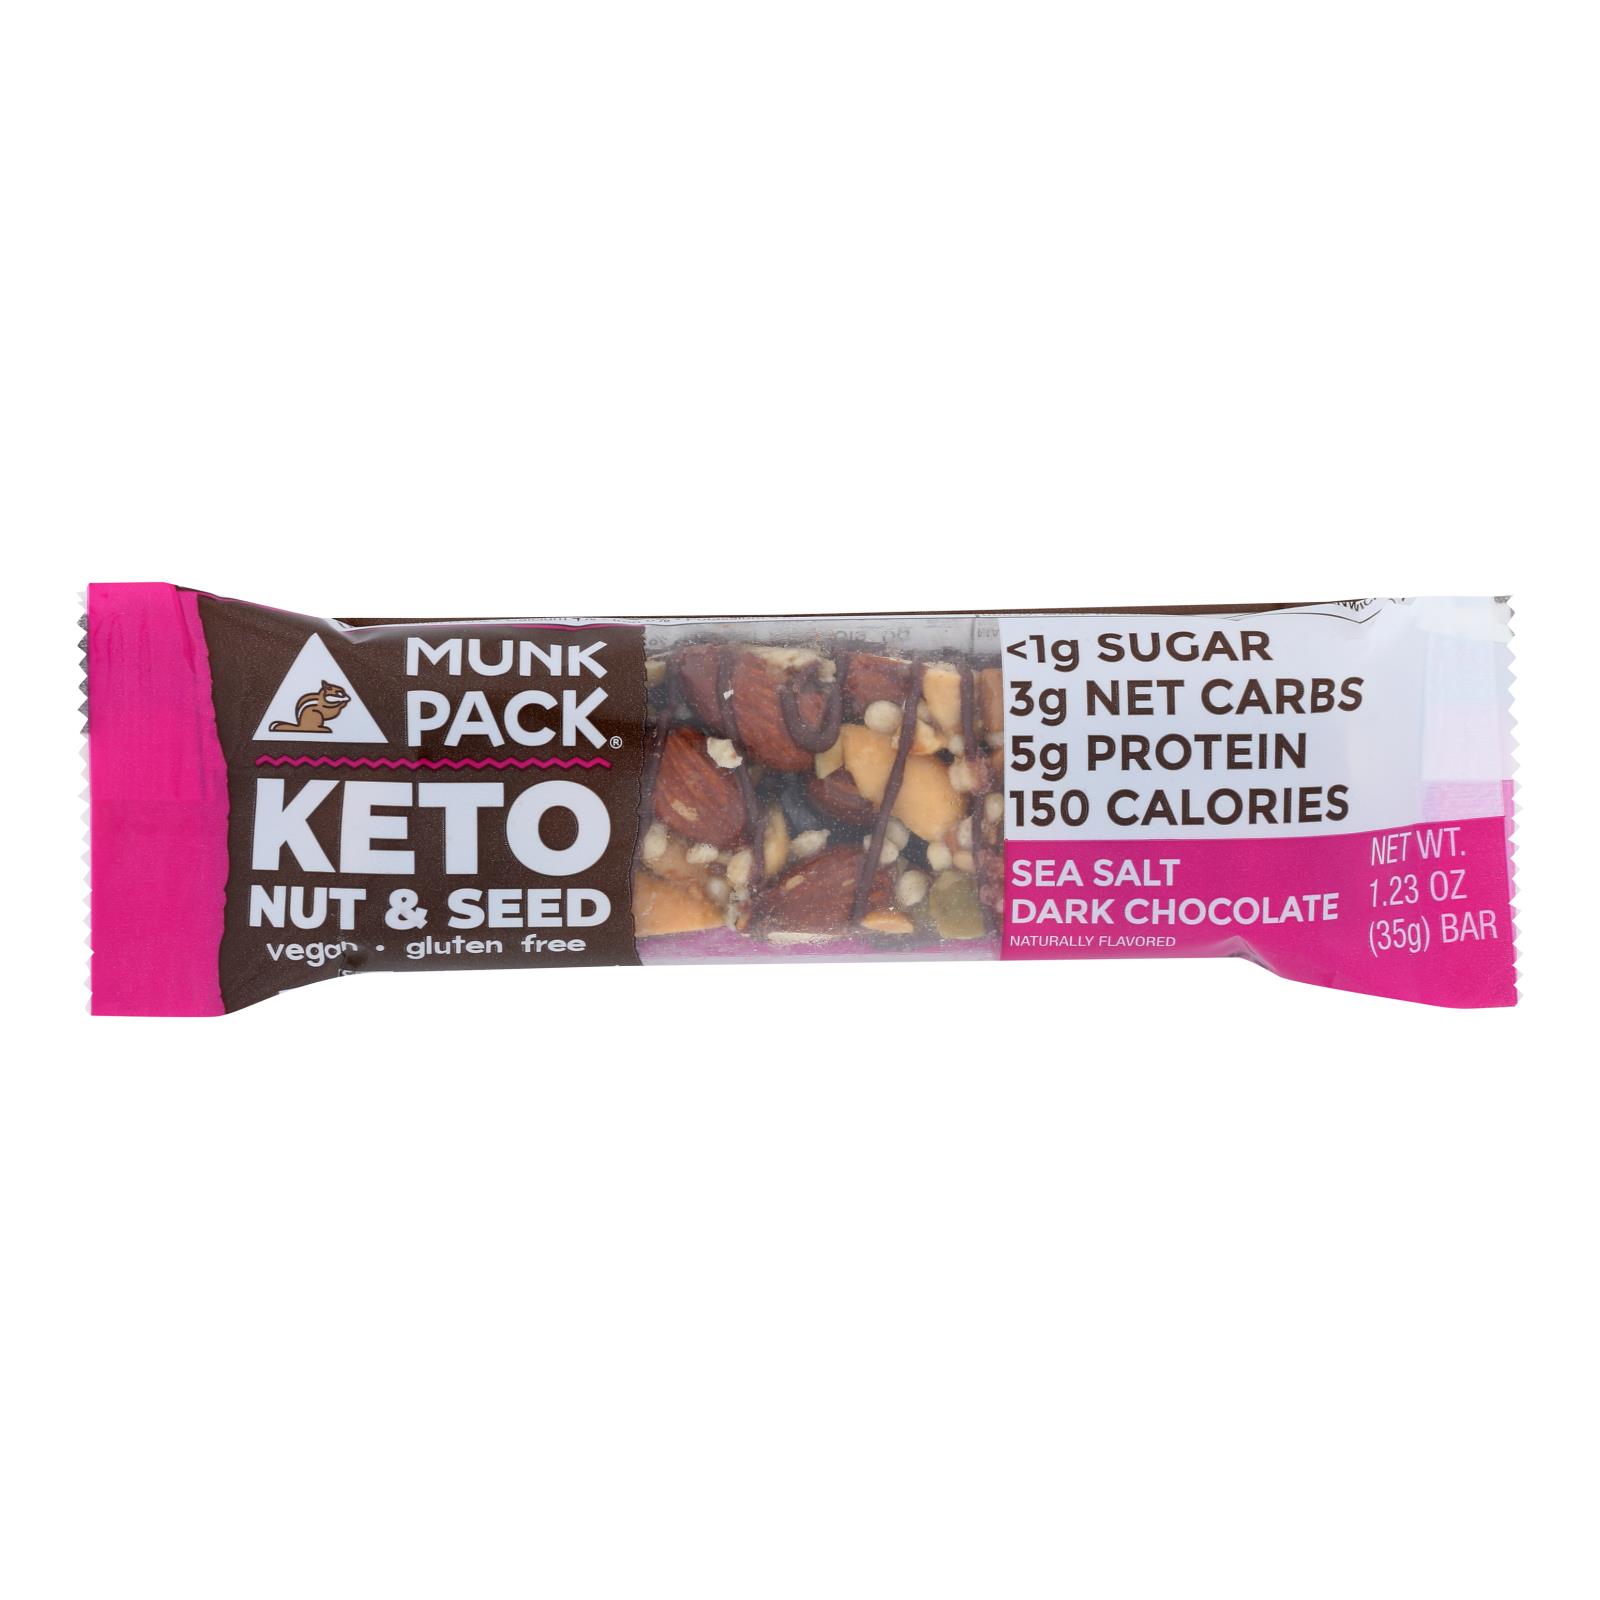 MUNK
PACK®
KETO
NUT & SEED
vegan • gluten free
<1g SUGAR
3g NET CARBS
5g PROTEIN
150 CALORIES
SEA SALT
DARK CHOCOLATE
NATURALLY FLAVORED
NET WT.
1.23 OZ
(35g) BAR